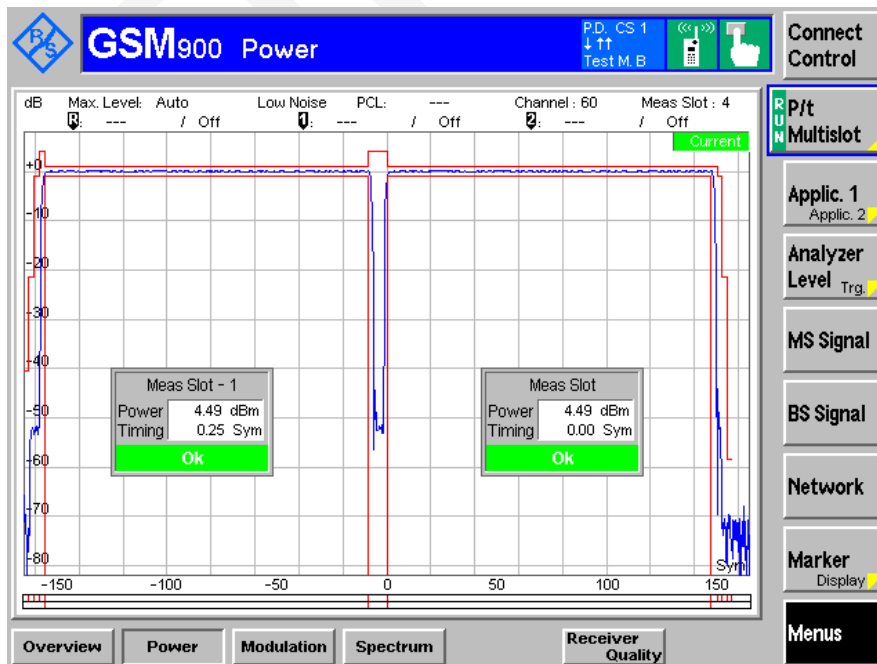 R&S
GSM900 Power
P.D. CS 1
↓ ↑↑
Test M. B
Connect
Control
dB Max. Level: Auto Low Noise PCL: --- Channel : 60 Meas Slot : 4
R: --- / Off 1: --- / Off 2: --- / Off
Current
RUN
P/t
Multislot
Applic. 1
Applic. 2
Analyzer
Level Trg.
MS Signal
BS Signal
Network
Marker
Display
Menus
+0
-10
-20
-30
-40
-50
-60
-70
-80
Meas Slot - 1
Power 4.49 dBm
Timing 0.25 Sym
Ok
Meas Slot
Power 4.49 dBm
Timing 0.00 Sym
Ok
Sym
-150 -100 -50 0 50 100 150
Overview Power Modulation Spectrum Receiver
Quality